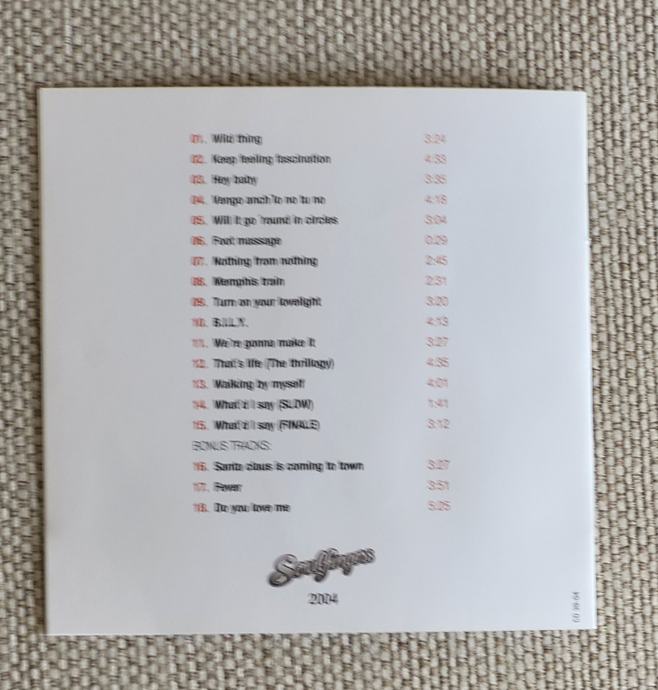 01. Wild thing 3:24
02. Keep feeling fascination 4:33
03. Hey baby 3:35
04. Vengo anch'io no tu no 4:18
05. Will it go 'round in circles 3:04
06. Foot massage 0:29
07. Nothing from nothing 2:45
08. Memphis train 2:31
09. Turn on your lovelight 3:20
10. B.I.L.Y. 4:13
11. We're gonna make it 3:27
12. That's life (The thrillogy) 4:35
13. Walking by myself 4:01
14. What'd I say (SLOW) 1:41
15. What'd I say (FINALE) 3:12
BONUS TRACKS:
16. Santa claus is coming to town 3:27
17. Fever 3:51
18. Do you love me 5:25
Soulfingers
2004